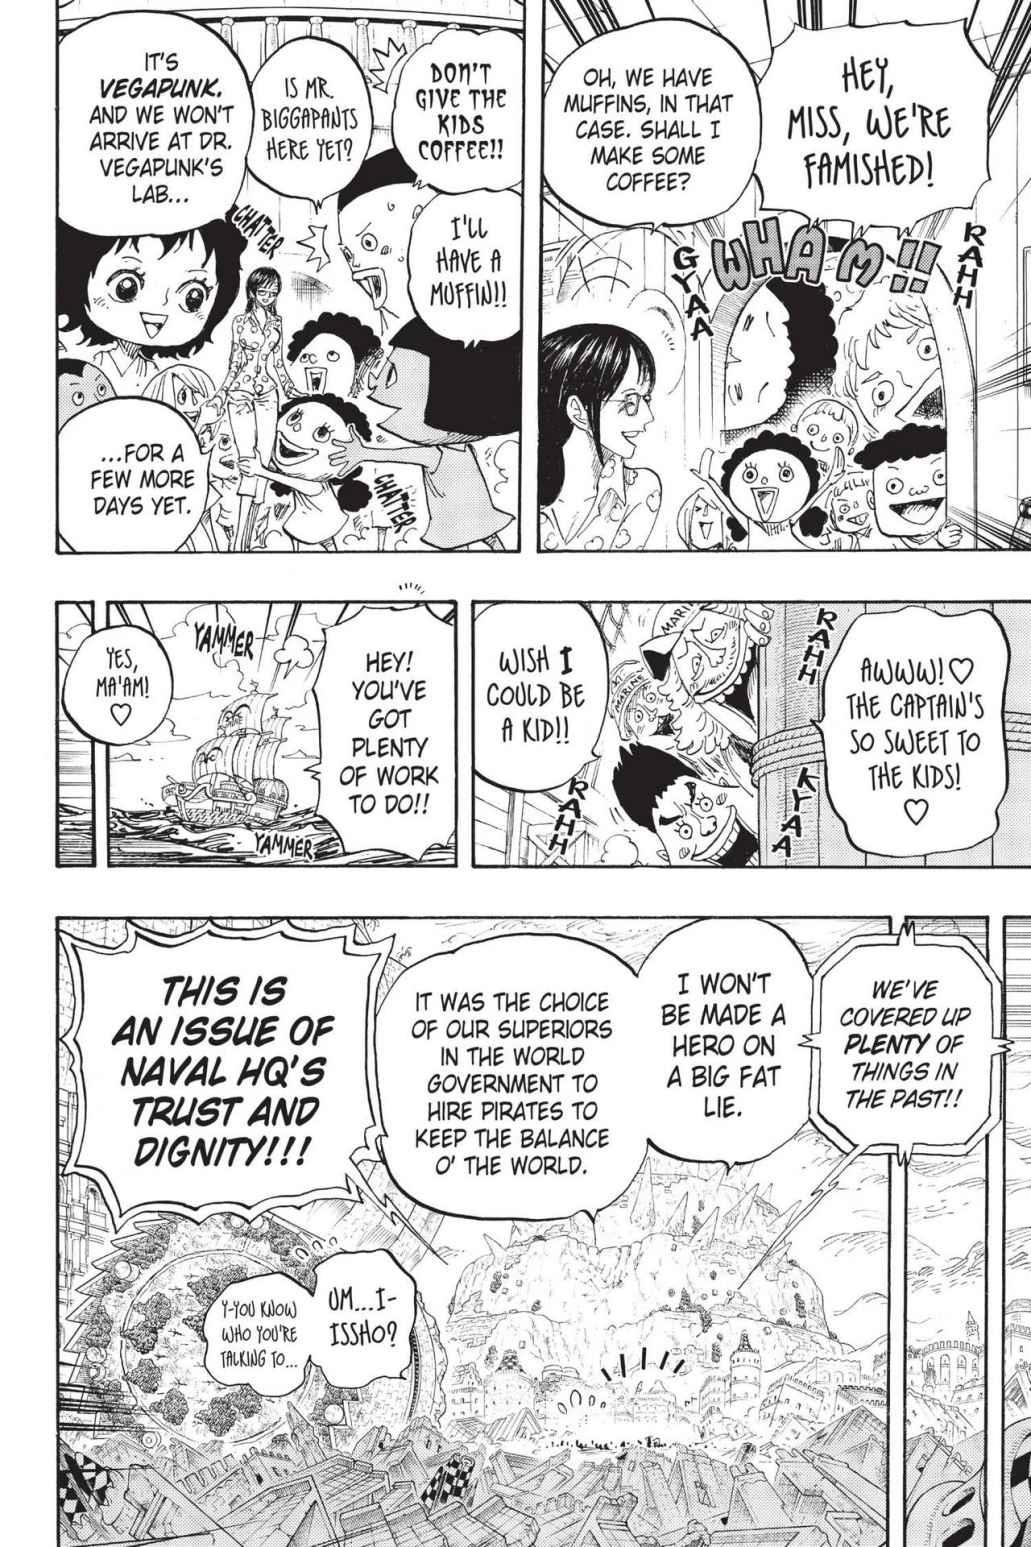 HEY,
MISS, WE'RE
FAMISHED!
OH, WE HAVE
MUFFINS, IN THAT
CASE. SHALL I
MAKE SOME
COFFEE?
RAHH
WHAM!!
GYAA
DON'T
GIVE THE
KIDS
COFFEE!!
I'LL
HAVE A
MUFFIN!!
IS MR.
BIGGAPANTS
HERE YET?
IT'S
VEGAPUNK.
AND WE WON'T
ARRIVE AT DR.
VEGAPUNK'S
LAB...
CHATTER
...FOR A
FEW MORE
DAYS YET.
CHATTER
AWWW!♡
THE CAPTAIN'S
SO SWEET TO
THE KIDS!
♡
RAHH
KYAA
MARINE
MARINE
WISH I
COULD BE
A KID!!
RAHH
HEY!
YOU'VE
GOT
PLENTY
OF WORK
TO DO!!
YAMMER
YAMMER
YES,
MA'AM!
♡
WE'VE
COVERED UP
PLENTY OF
THINGS IN
THE PAST!!
I WON'T
BE MADE A
HERO ON
A BIG FAT
LIE.
IT WAS THE CHOICE
OF OUR SUPERIORS
IN THE WORLD
GOVERNMENT TO
HIRE PIRATES TO
KEEP THE BALANCE
O' THE WORLD.
THIS IS
AN ISSUE OF
NAVAL HQ'S
TRUST AND
DIGNITY!!!
UM...I-
ISSHO?
Y-YOU KNOW
WHO YOU'RE
TALKING TO...